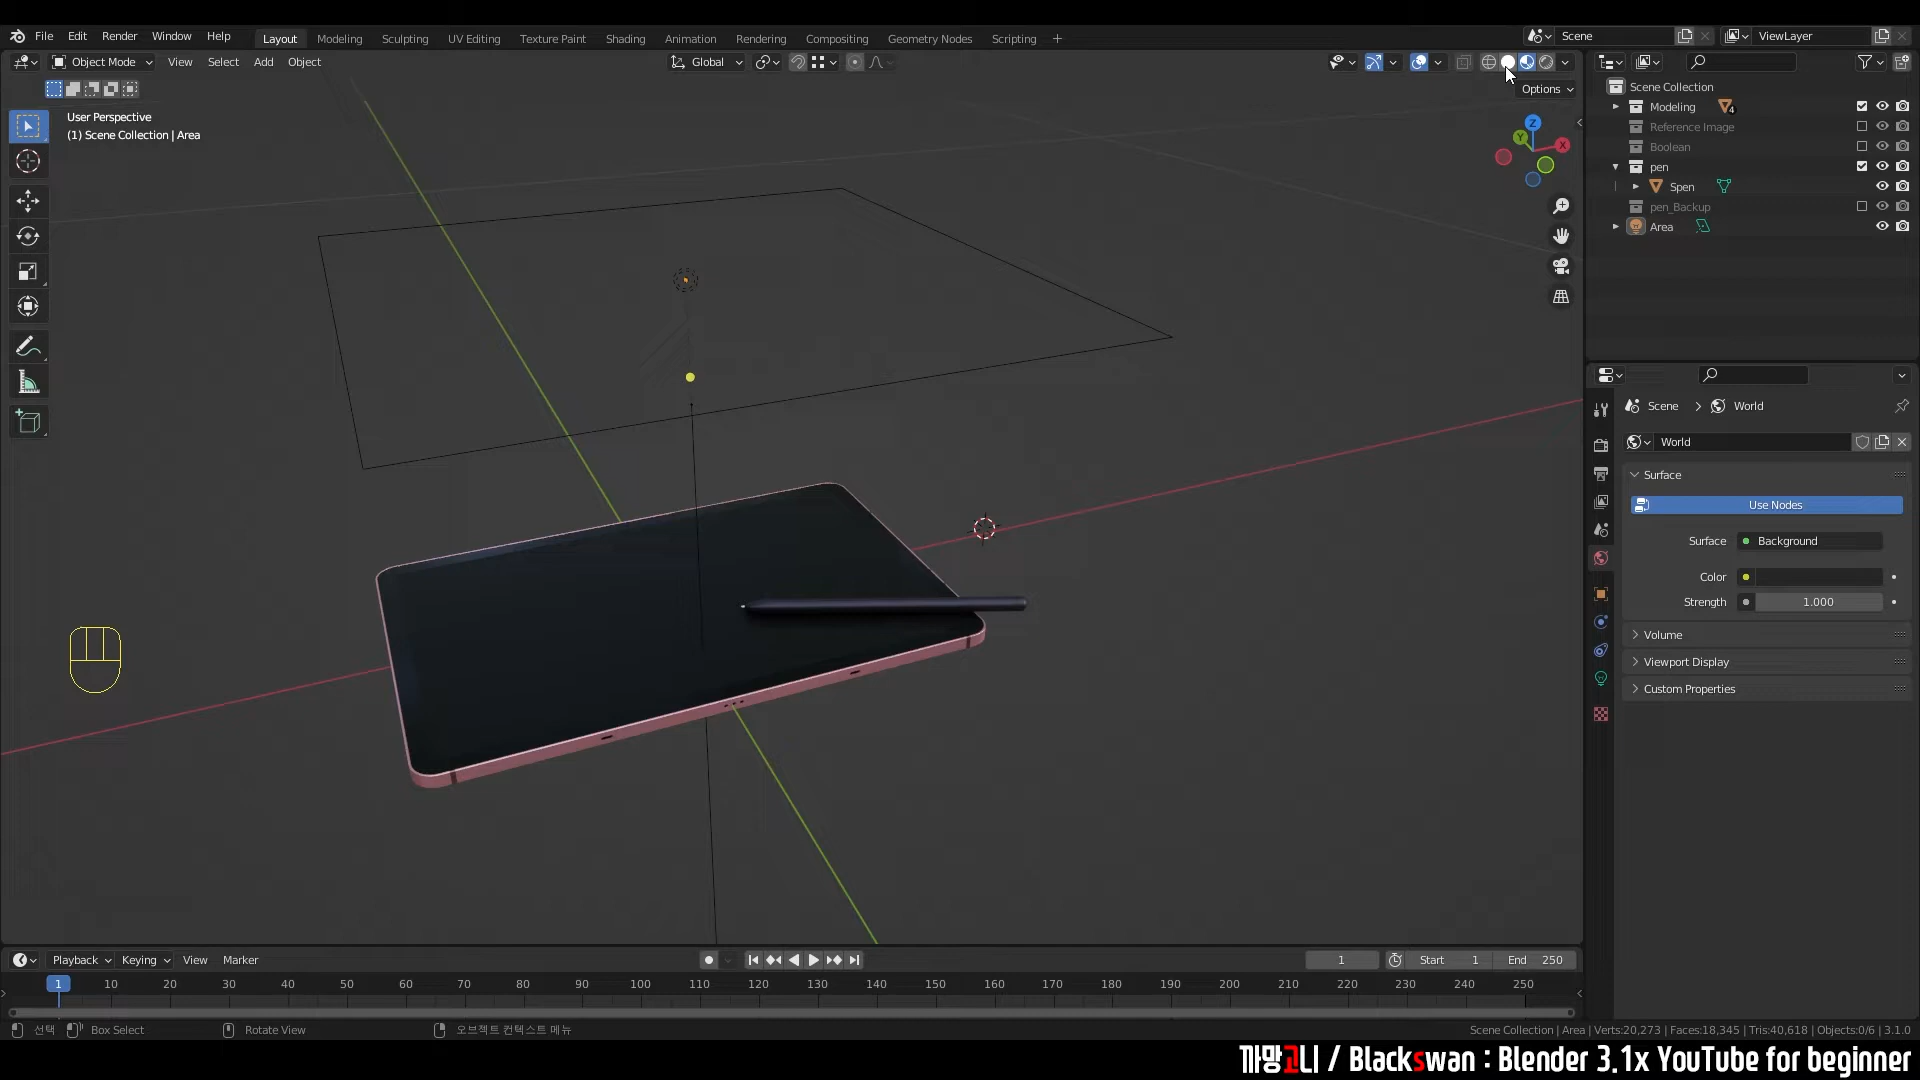 File Edit Render Window Help Layout Modeling Sculpting UV Editing Texture Paint Shading Animation Rendering Compositing Geometry Nodes Scripting Scene ViewLayer
Object Mode View Select Add Object Global
Options
User Perspective
(1) Scene Collection | Area
Z
Y
X
Scene Collection
Modeling 4
Reference Image
Boolean
pen
Spen
pen_Backup
Area
Scene > World
World
Surface
Use Nodes
Surface Background
Color
Strength 1.000
Volume
Viewport Display
Custom Properties
Playback Keying View Marker 1 Start 1 End 250
1 10 20 30 40 50 60 70 80 90 100 110 120 130 140 150 160 170 180 190 200 210 220 230 240 250
선택 Box Select Rotate View 오브젝트 컨텍스트 메뉴 Scene Collection | Area | Verts:20,273 | Faces:18,345 | Tris:40,618 | Objects:0/6 | 3.1.0
까망고니 / Blackswan : Blender 3.1x YouTube for beginner